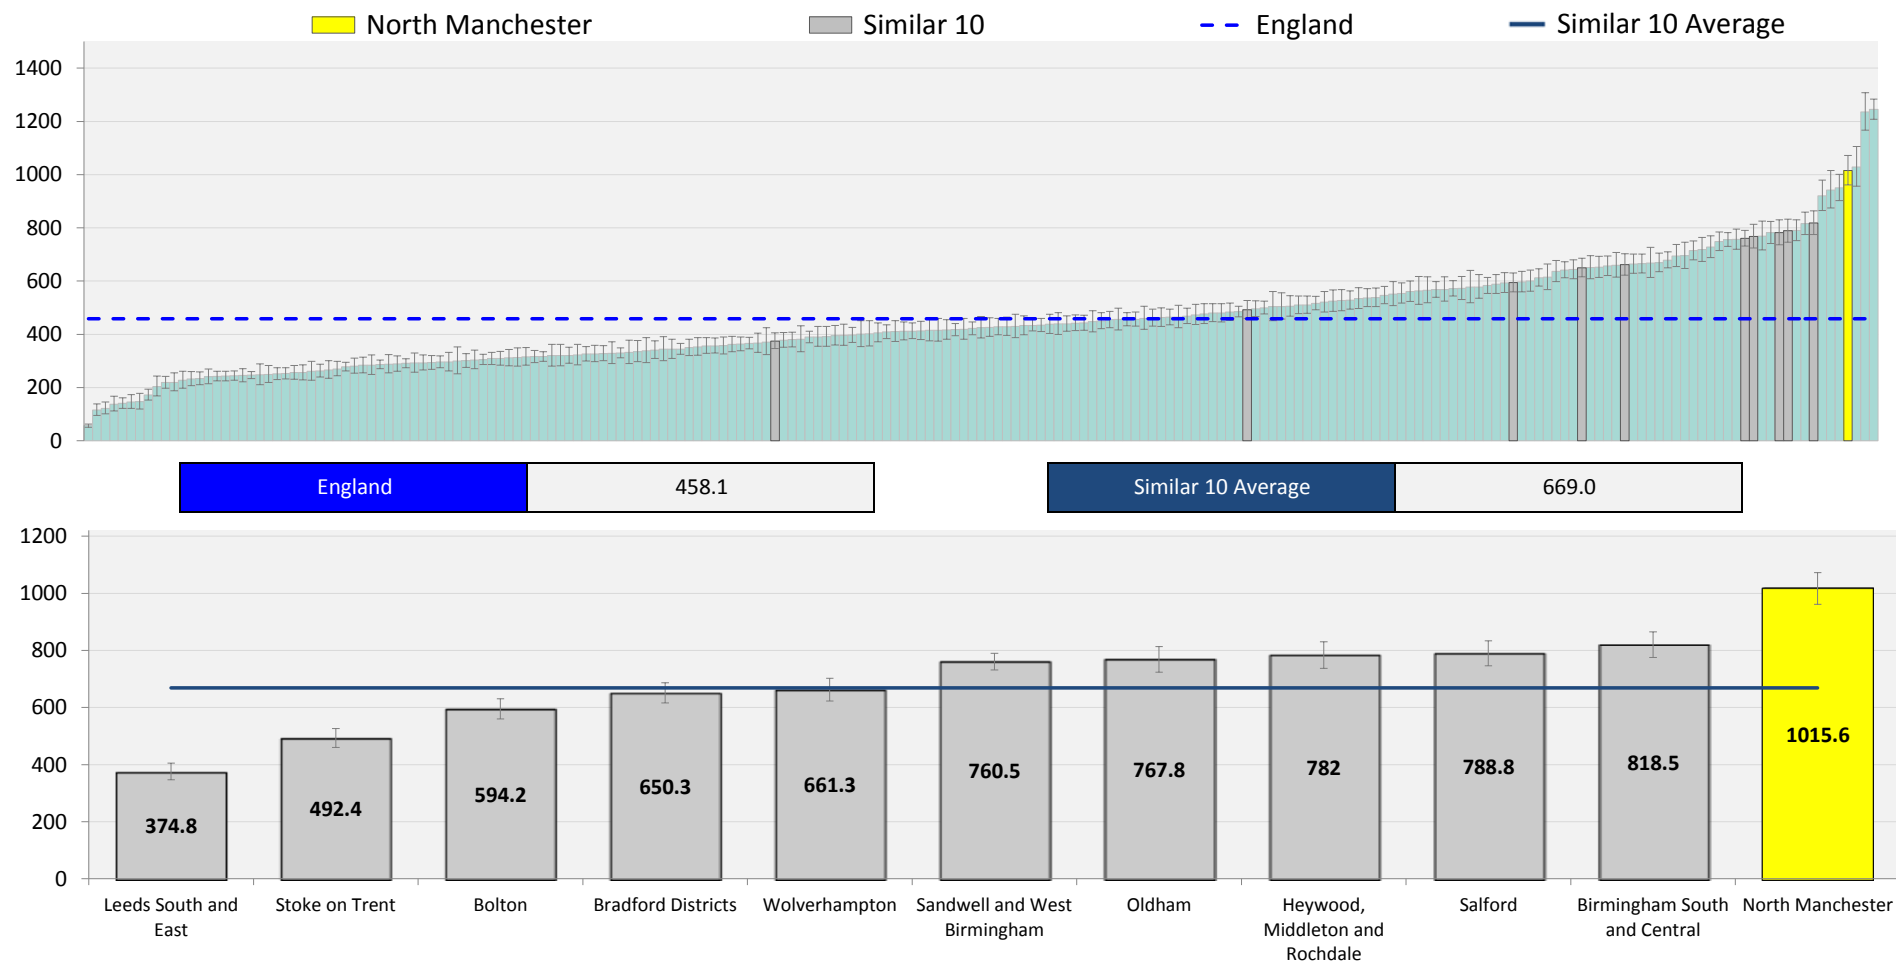 North Manchester
Similar 10
England
Similar 10 Average
1400
1200
1000
800
600
400
200
0
England
458.1
Similar 10 Average
669.0
1200
1000
800
600
400
200
0
374.8
492.4
594.2
650.3
661.3
760.5
767.8
782
788.8
818.5
1015.6
Leeds South and
East
Stoke on Trent
Bolton
Bradford Districts
Wolverhampton
Sandwell and West
Birmingham
Oldham
Heywood,
Middleton and
Rochdale
Salford
Birmingham South
and Central
North Manchester